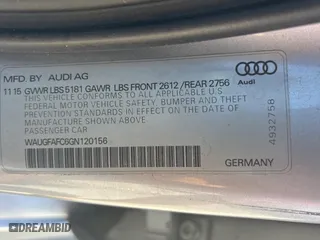 MFD. BY AUDI AG
Audi
11 15 GVWR LBS 5181 GAWR LBS FRONT 2612 /REAR 2756
THIS VEHICLE CONFORMS TO ALL APPLICABLE
FEDERAL MOTOR VEHICLE SAFETY, BUMPER AND THEFT
PREVENTION STANDARDS IN EFFECT ON THE DATE OF
MANUFACTURE SHOWN ABOVE.
PASSENGER CAR
WAUGFAFC6GN120156
GERMANY
4932758
DREAMBID